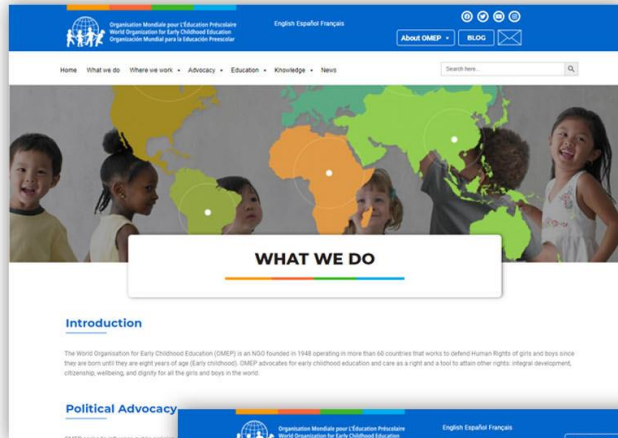 Organisation Mondiale pour L'Éducation Préscolaire
World Organization for Early Childhood Education
Organización Mundial para la Educación Preescolar
English Español Français
About OMEP
BLOG
Home What we do Where we work Advocacy Education Knowledge News
Search here...
WHAT WE DO
Introduction
The World Organisation for Early Childhood Education (OMEP) is an NGO founded in 1948 operating in more than 60 countries that works to defend Human Rights of girls and boys since
they are born until they are eight years of age (Early childhood). OMEP advocates for early childhood education and care as a right and a tool to attain other rights: integral development,
citizenship, wellbeing, and dignity for all the girls and boys in the world.
Political Advocacy
Organisation Mondiale pour L'Éducation Préscolaire
World Organization for Early Childhood Education
English Español Français